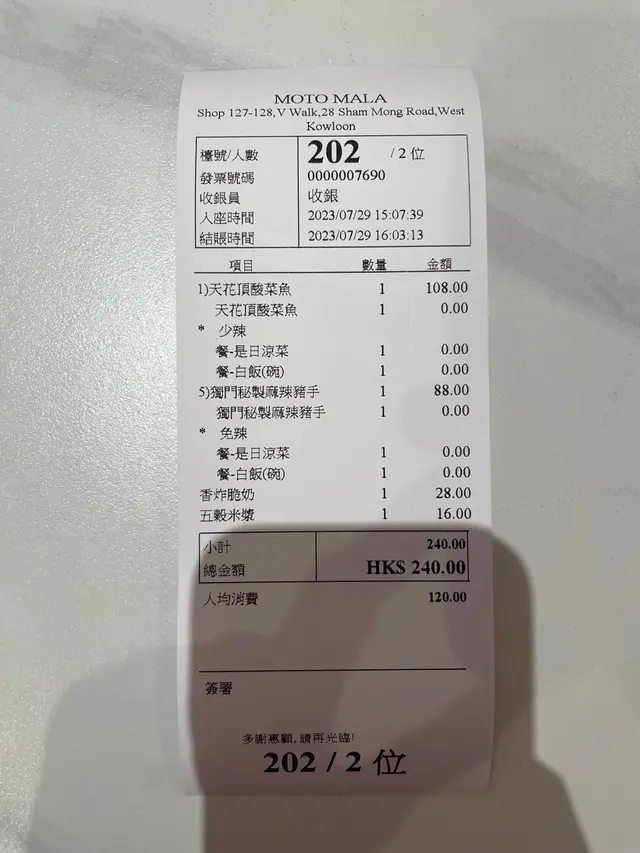 MOTO MALA
Shop 127-128,V Walk,28 Sham Mong Road,West
Kowloon
檯號/人數 202 / 2 位
發票號碼 0000007690
收銀員 收銀
入座時間 2023/07/29 15:07:39
結賬時間 2023/07/29 16:03:13
項目 數量 金額
1)天花頂酸菜魚 1 108.00
天花頂酸菜魚 1 0.00
* 少辣
餐-是日涼菜 1 0.00
餐-白飯(碗) 1 0.00
5)獨門秘製麻辣豬手 1 88.00
獨門秘製麻辣豬手 1 0.00
* 免辣
餐-是日涼菜 1 0.00
餐-白飯(碗) 1 0.00
香炸脆奶 1 28.00
五穀米漿 1 16.00
小計 240.00
總金額 HK$ 240.00
人均消費 120.00
簽署
多謝惠顧,請再光臨!
202 / 2 位